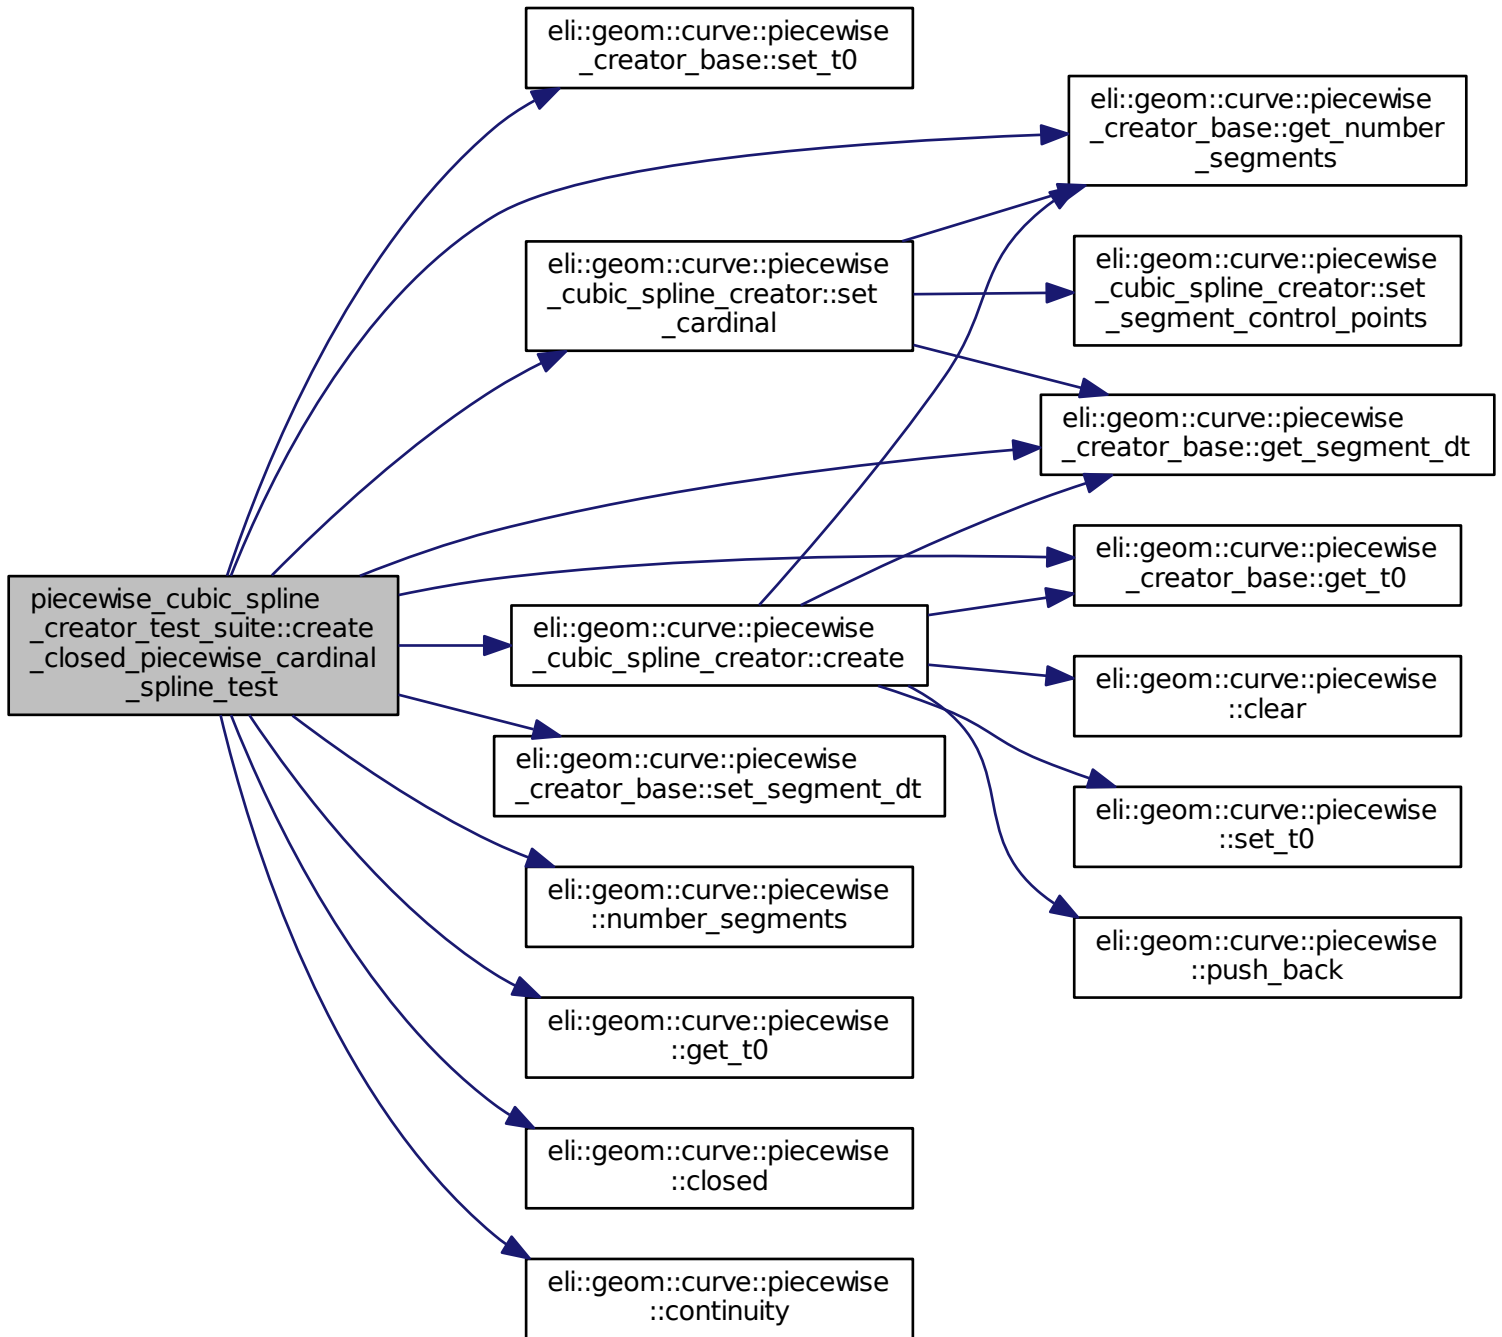 piecewise_cubic_spline
_creator_test_suite::create
_closed_piecewise_cardinal
_spline_test
eli::geom::curve::piecewise
_creator_base::set_t0
eli::geom::curve::piecewise
_creator_base::get_number
_segments
eli::geom::curve::piecewise
_cubic_spline_creator::set
_cardinal
eli::geom::curve::piecewise
_cubic_spline_creator::set
_segment_control_points
eli::geom::curve::piecewise
_creator_base::get_segment_dt
eli::geom::curve::piecewise
_creator_base::get_t0
eli::geom::curve::piecewise
_cubic_spline_creator::create
eli::geom::curve::piecewise
::clear
eli::geom::curve::piecewise
_creator_base::set_segment_dt
eli::geom::curve::piecewise
::set_t0
eli::geom::curve::piecewise
::number_segments
eli::geom::curve::piecewise
::push_back
eli::geom::curve::piecewise
::get_t0
eli::geom::curve::piecewise
::closed
eli::geom::curve::piecewise
::continuity